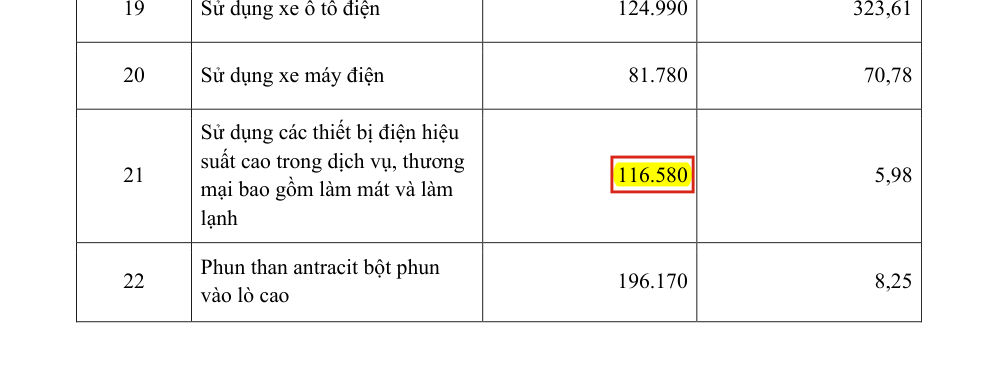 19 Sử dụng xe ô tô điện 124.990 323,61
20 Sử dụng xe máy điện 81.780 70,78
Sử dụng các thiết bị điện hiệu
suất cao trong dịch vụ, thương
21 116.580 5,98
mại bao gồm làm mát và làm
lạnh
Phun than antracit bột phun
22 196.170 8,25
vào lò cao